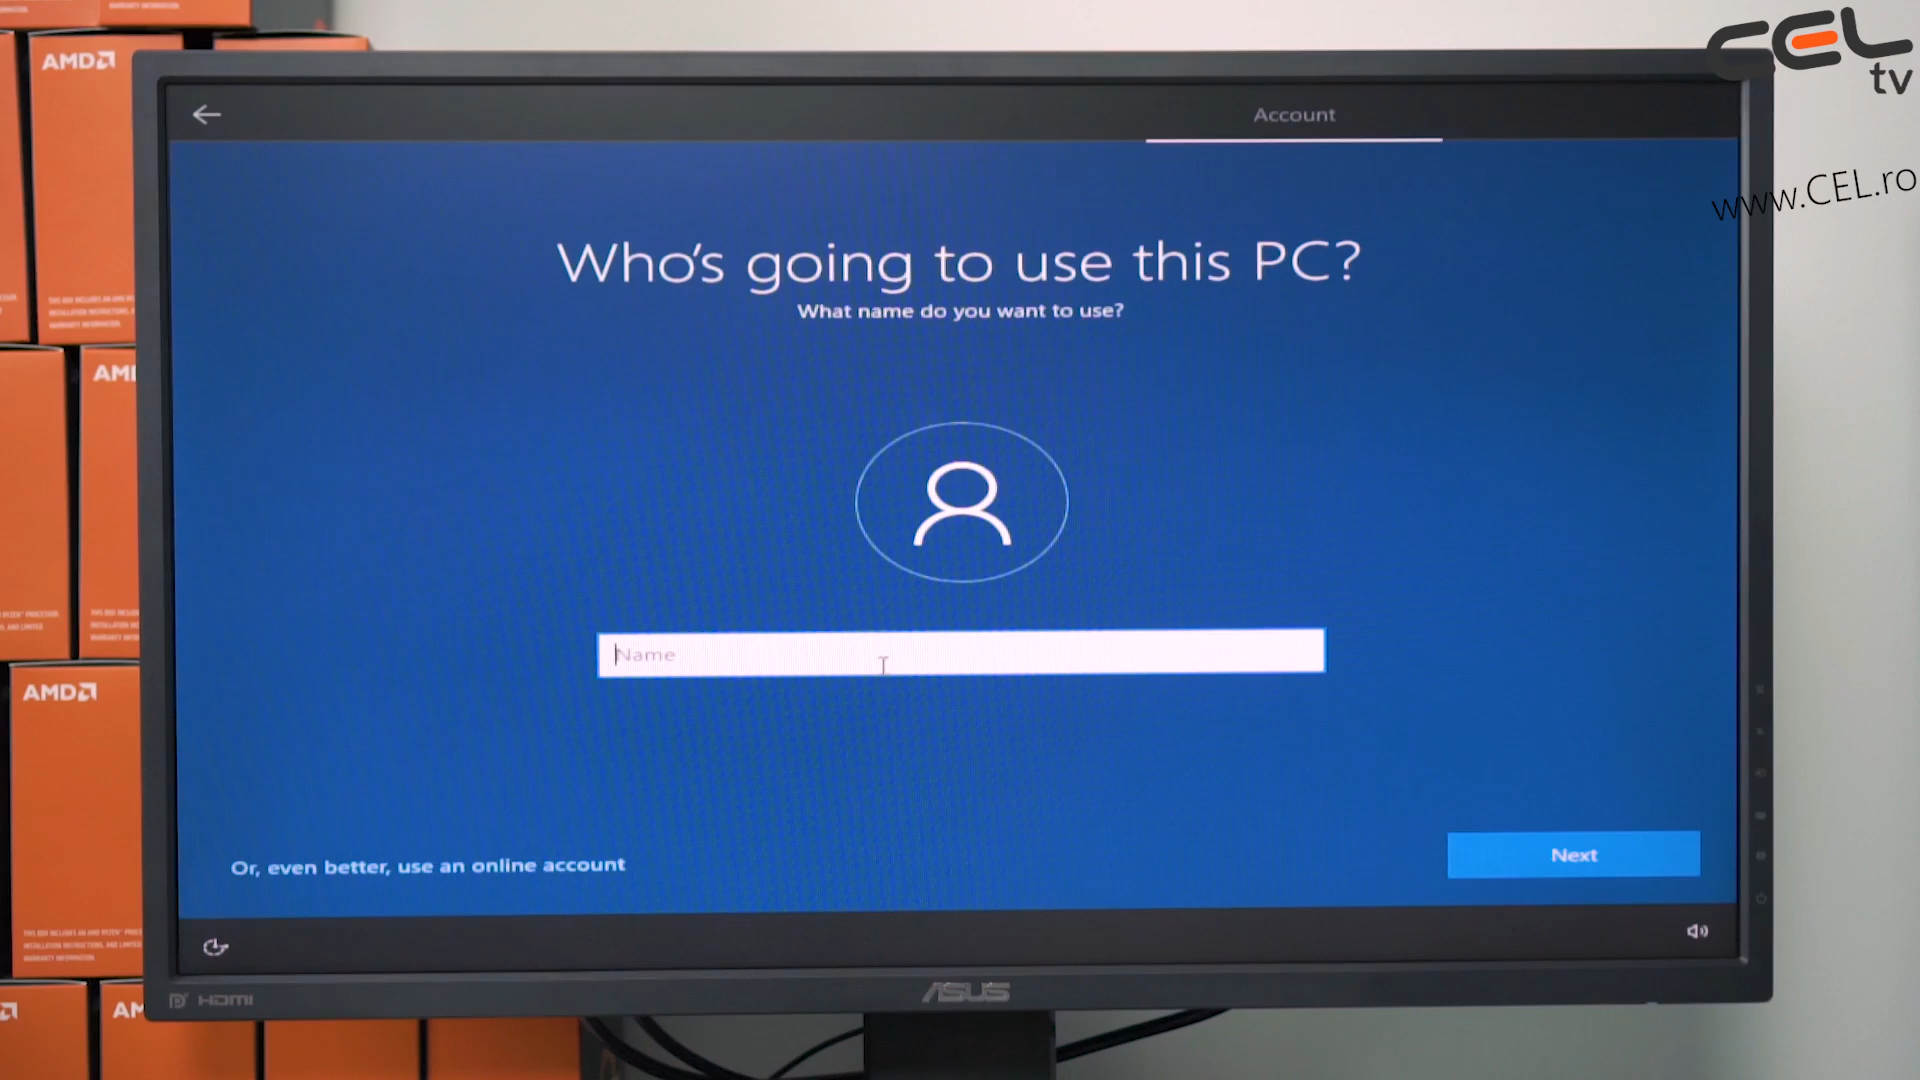 CEL
tv
www.CEL.ro
AMD
AMD
AMD
Account
Who's going to use this PC?
What name do you want to use?
Name
Or, even better, use an online account
Next
HDMI
ASUS